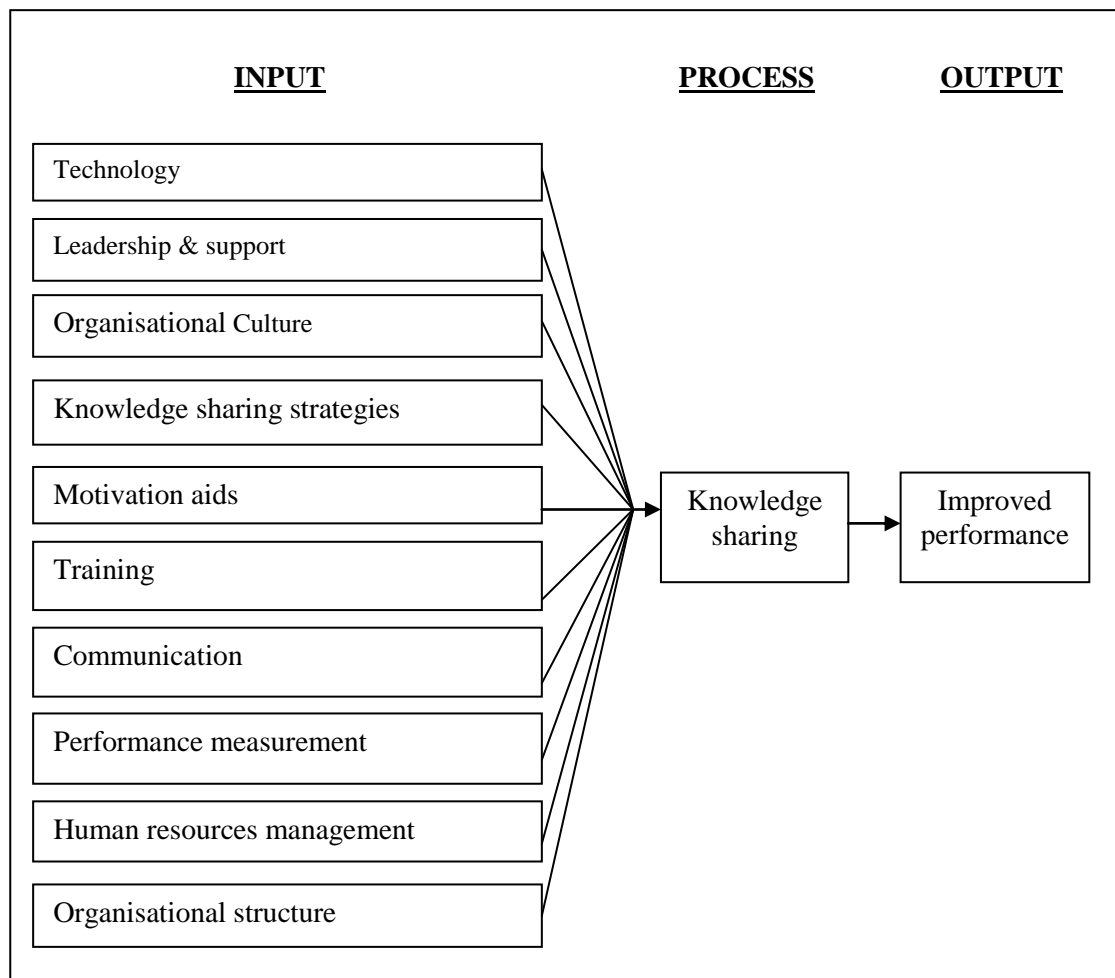 INPUT
PROCESS
OUTPUT
Technology
Leadership & support
Organisational Culture
Knowledge sharing strategies
Motivation aids
Training
Communication
Performance measurement
Human resources management
Organisational structure
Knowledge
sharing
Improved
performance